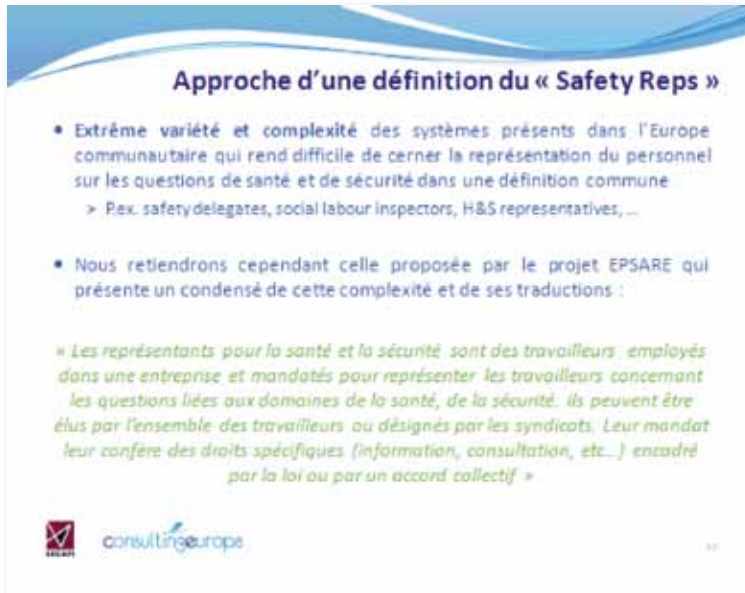 Approche d'une définition du « Safety Reps »
• Extrême variété et complexité des systèmes présents dans l'Europe
communautaire qui rend difficile de cerner la représentation du personnel
sur les questions de santé et de sécurité dans une définition commune
> P.ex. safety delegates, social labour inspectors, H&S representatives, ...
• Nous retiendrons cependant celle proposée par le projet EPSARE qui
présente un condensé de cette complexité et de ses traductions :
« Les représentants pour la santé et la sécurité sont des travailleurs employés
dans une entreprise et mandatés pour représenter les travailleurs concernant
les questions liées aux domaines de la santé, de la sécurité. Ils peuvent être
élus par l'ensemble des travailleurs ou désignés par les syndicats. Leur mandat
leur confère des droits spécifiques (information, consultation, etc...) encadré
par la loi ou par un accord collectif »
SECAFI
consultingeurope